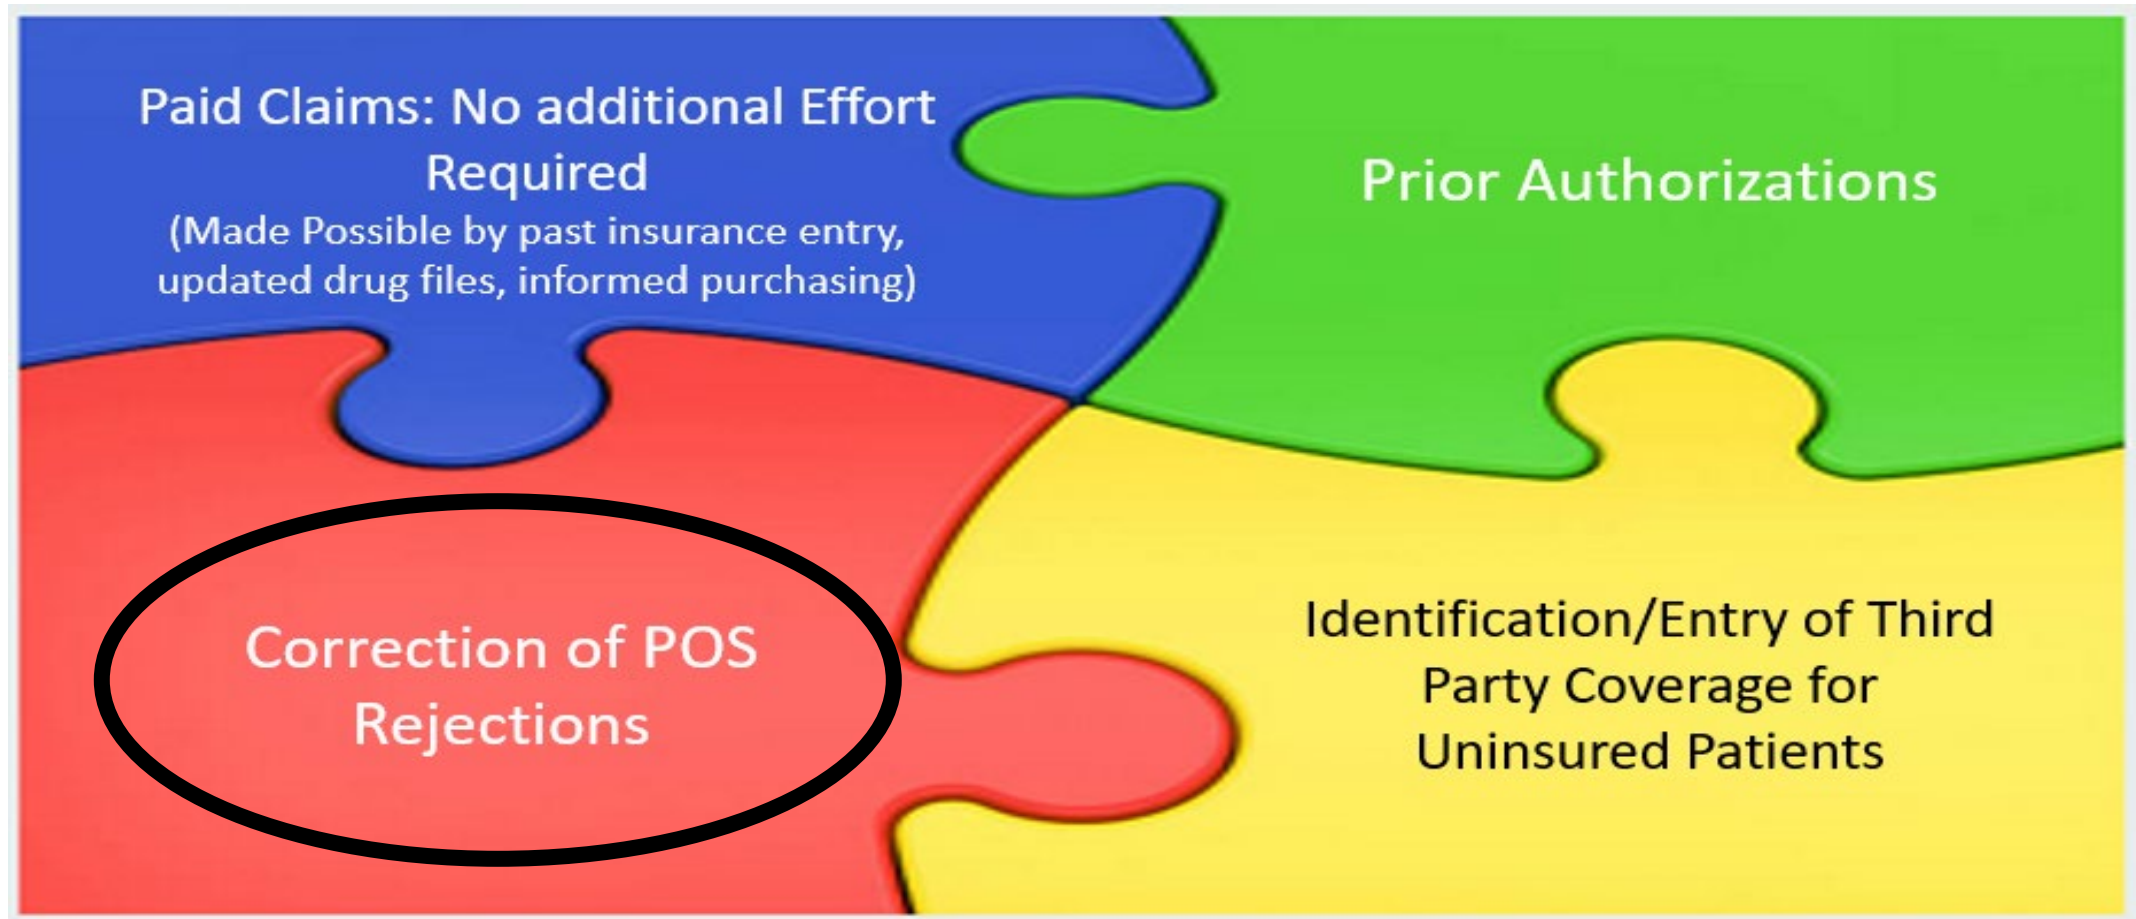 Paid Claims: No additional Effort
Required
(Made Possible by past insurance entry,
updated drug files, informed purchasing)
Prior Authorizations
Correction of POS
Rejections
Identification/Entry of Third
Party Coverage for
Uninsured Patients